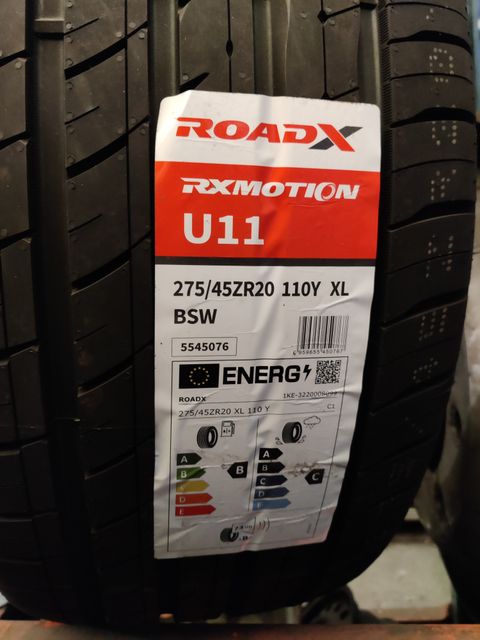 ROADX
RXMOTION
U11
275/45ZR20 110Y XL
BSW
5545076
ENERG
ROADX
275/45ZR20 XL 110 Y
C1
A
B
C
D
E
B
A
B
C
D
E
C